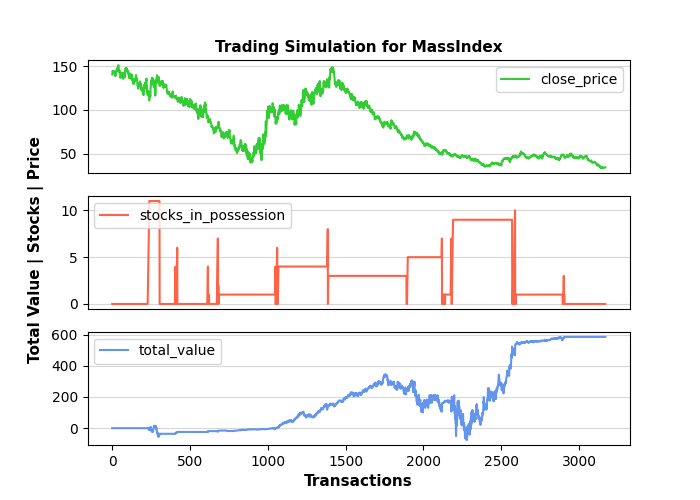 Trading Simulation for MassIndex
150
100
50
close_price
10
5
0
stocks_in_possession
600
400
200
0
total_value
0
500
1000
1500
2000
2500
3000
Transactions
Total Value | Stocks | Price